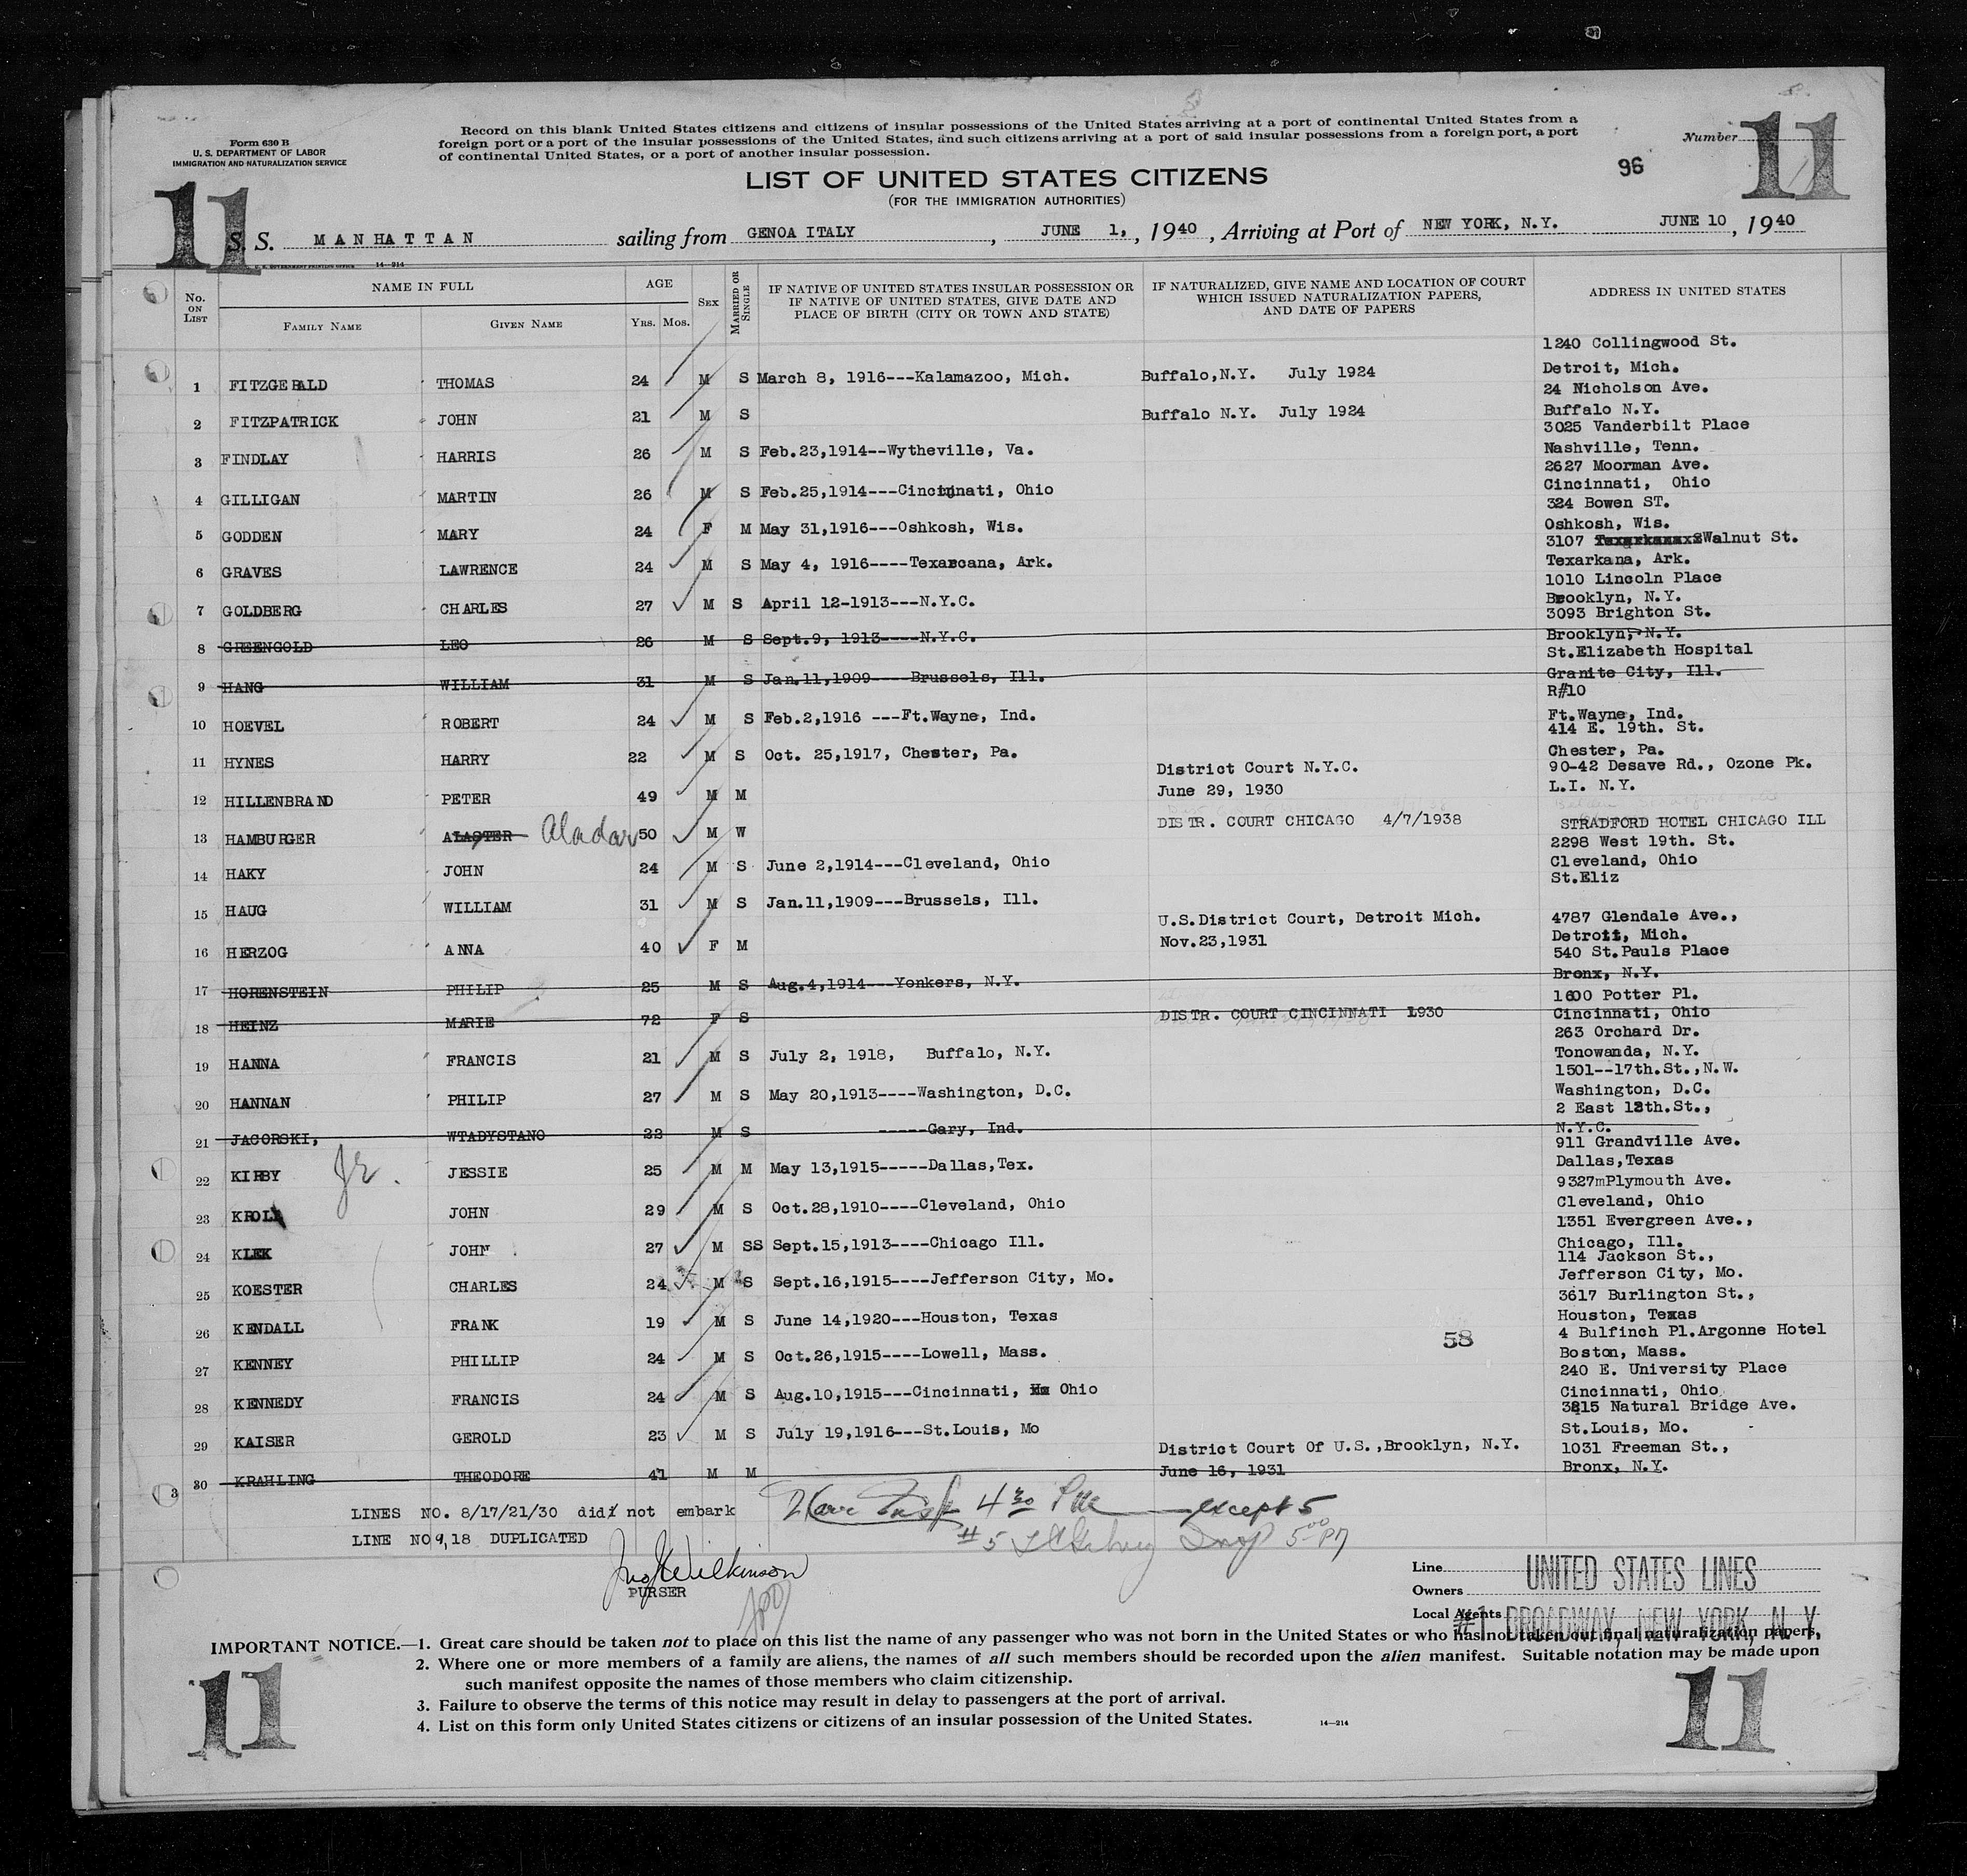 Form 630 B
U. S. DEPARTMENT OF LABOR
IMMIGRATION AND NATURALIZATION SERVICE
Record on this blank United States citizens and citizens of insular possessions of the United States arriving at a port of continental United States from a
foreign port or a port of the insular possessions of the United States, and such citizens arriving at a port of said insular possessions from a foreign port, a port
of continental United States, or a port of another insular possession.
Number 11
96
11
LIST OF UNITED STATES CITIZENS
(FOR THE IMMIGRATION AUTHORITIES)
S. S. MANHATTAN sailing from GENOA ITALY, JUNE 1,, 1940, Arriving at Port of NEW YORK, N.Y. JUNE 10, 1940
U. S. GOVERNMENT PRINTING OFFICE 14—214
No. ON LIST
NAME IN FULL
FAMILY NAME
GIVEN NAME
AGE
YRS. MOS.
SEX
MARRIED OR SINGLE
IF NATIVE OF UNITED STATES INSULAR POSSESSION OR
IF NATIVE OF UNITED STATES, GIVE DATE AND
PLACE OF BIRTH (CITY OR TOWN AND STATE)
IF NATURALIZED, GIVE NAME AND LOCATION OF COURT
WHICH ISSUED NATURALIZATION PAPERS,
AND DATE OF PAPERS
ADDRESS IN UNITED STATES
1240 Collingwood St.
1 FITZGERALD THOMAS 24 M S March 8, 1916---Kalamazoo, Mich. Buffalo,N.Y. July 1924 Detroit, Mich.
24 Nicholson Ave.
2 FITZPATRICK JOHN 21 M S Buffalo N.Y. July 1924 Buffalo N.Y.
3025 Vanderbilt Place
3 FINDLAY HARRIS 26 M S Feb.23,1914--Wytheville, Va. Nashville, Tenn.
2627 Moorman Ave.
4 GILLIGAN MARTIN 26 M S Feb.25,1914---Cincinnati, Ohio Cincinnati, Ohio
324 Bowen ST.
5 GODDEN MARY 24 F M May 31,1916---Oshkosh, Wis. Oshkosh, Wis.
3107 Walnut St.
6 GRAVES LAWRENCE 24 M S May 4, 1916----Texarcana, Ark. Texarkana, Ark.
1010 Lincoln Place
7 GOLDBERG CHARLES 27 M S April 12-1913---N.Y.C. Brooklyn, N.Y.
3093 Brighton St.
8 GREENGOLD LEO 26 M S Sept.9, 1913----N.Y.C. Brooklyn, N.Y.
St.Elizabeth Hospital
9 HANG WILLIAM 31 M S Jan.11,1909----Brussels, Ill. Granite City, Ill.
R#10
10 HOEVEL ROBERT 24 M S Feb.2,1916 ---Ft.Wayne, Ind. Ft.Wayne, Ind.
414 E. 19th. St.
11 HYNES HARRY 22 M S Oct. 25,1917, Chester, Pa. Chester, Pa.
District Court N.Y.C. 90-42 Desave Rd., Ozone Pk.
12 HILLENBRAND PETER 49 M M June 29, 1930 L.I. N.Y.
13 HAMBURGER ALASTER Aladar 50 M W DISTR. COURT CHICAGO 4/7/1938 STRADFORD HOTEL CHICAGO ILL
2298 West 19th. St.
14 HAKY JOHN 24 M S June 2,1914---Cleveland, Ohio Cleveland, Ohio
St.Eliz
15 HAUG WILLIAM 31 M S Jan.11,1909---Brussels, Ill.
U.S.District Court, Detroit Mich. 4787 Glendale Ave.,
16 HERZOG ANNA 40 F M Nov.23,1931 Detroit, Mich.
540 St.Pauls Place
17 HORENSTEIN PHILIP 25 M S Aug.4,1914---Yonkers, N.Y. Bronx, N.Y.
1600 Potter Pl.
18 HEINZ MARIE 72 F S DISTR. COURT CINCINNATI 1930 Cincinnati, Ohio
263 Orchard Dr.
19 HANNA FRANCIS 21 M S July 2, 1918, Buffalo, N.Y. Tonowanda, N.Y.
1501--17th.St.,N.W.
20 HANNAN PHILIP 27 M S May 20,1913----Washington, D.C. Washington, D.C.
2 East 13th.St.,
21 JACORSKI, WTADYSTANO 22 M S -----Gary, Ind. N.Y.C.
911 Grandville Ave.
22 KIRBY Jr. JESSIE 25 M M May 13,1915-----Dallas,Tex. Dallas,Texas
9327mPlymouth Ave.
23 KROLL JOHN 29 M S Oct.28,1910----Cleveland, Ohio Cleveland, Ohio
1351 Evergreen Ave.,
24 KLEK JOHN 27 M SS Sept.15,1913----Chicago Ill. Chicago, Ill.
114 Jackson St.,
25 KOESTER CHARLES 24 M S Sept.16,1915----Jefferson City, Mo. Jefferson City, Mo.
3617 Burlington St.,
26 KENDALL FRANK 19 M S June 14,1920---Houston, Texas Houston, Texas
58 4 Bulfinch Pl.Argonne Hotel
27 KENNEY PHILLIP 24 M S Oct.26,1915----Lowell, Mass. Boston, Mass.
240 E. University Place
28 KENNEDY FRANCIS 24 M S Aug.10,1915---Cincinnati, Ohio Cincinnati, Ohio
3815 Natural Bridge Ave.
29 KAISER GEROLD 23 M S July 19,1916---St.Louis, Mo St.Louis, Mo.
District Court Of U.S.,Brooklyn, N.Y. 1031 Freeman St.,
30 KRAHLING THEODORE 41 M M June 16, 1931 Bronx, N.Y.
3
LINES NO. 8/17/21/30 did not embark 4 30 except 5
LINE NO 9,18 DUPLICATED #5 5 00 PM
Jno J Wilkinson
PURSER
Line
Owners UNITED STATES LINES
Local Agents #1 BROADWAY, NEW YORK, N. Y.
IMPORTANT NOTICE.—1. Great care should be taken not to place on this list the name of any passenger who was not born in the United States or who has not taken out final naturalization papers.
2. Where one or more members of a family are aliens, the names of all such members should be recorded upon the alien manifest. Suitable notation may be made upon
such manifest opposite the names of those members who claim citizenship.
3. Failure to observe the terms of this notice may result in delay to passengers at the port of arrival.
4. List on this form only United States citizens or citizens of an insular possession of the United States.
14—214
11
11